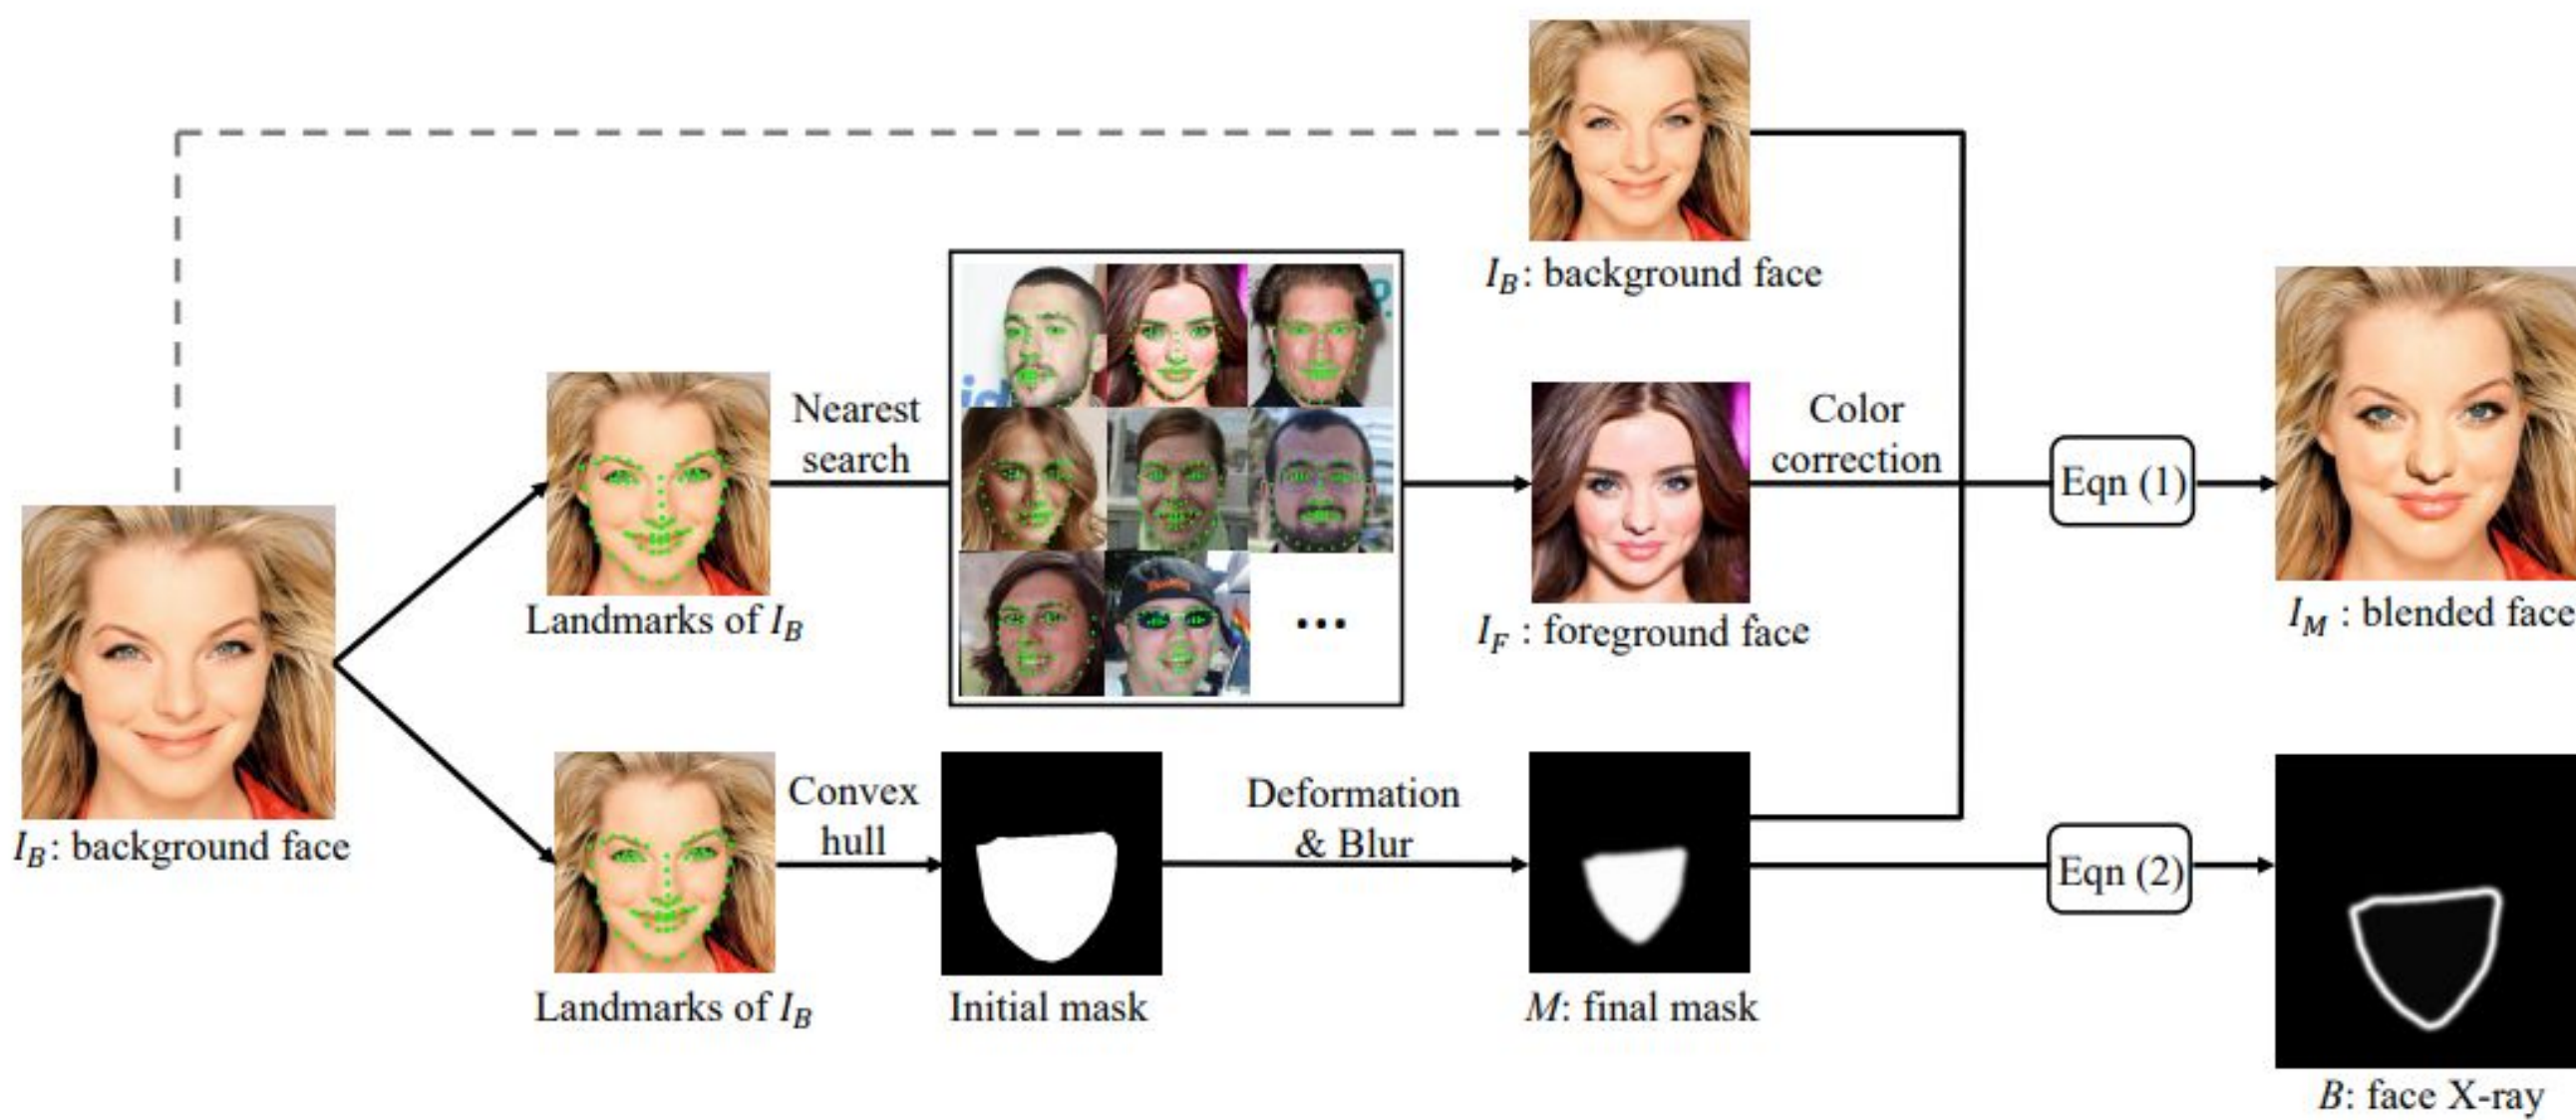 I_B: background face
Nearest
search
Color
correction
Eqn (1)
Landmarks of I_B
I_F : foreground face
I_M : blended face
I_B: background face
Convex
hull
Deformation
& Blur
Eqn (2)
Landmarks of I_B
Initial mask
M: final mask
B: face X-ray